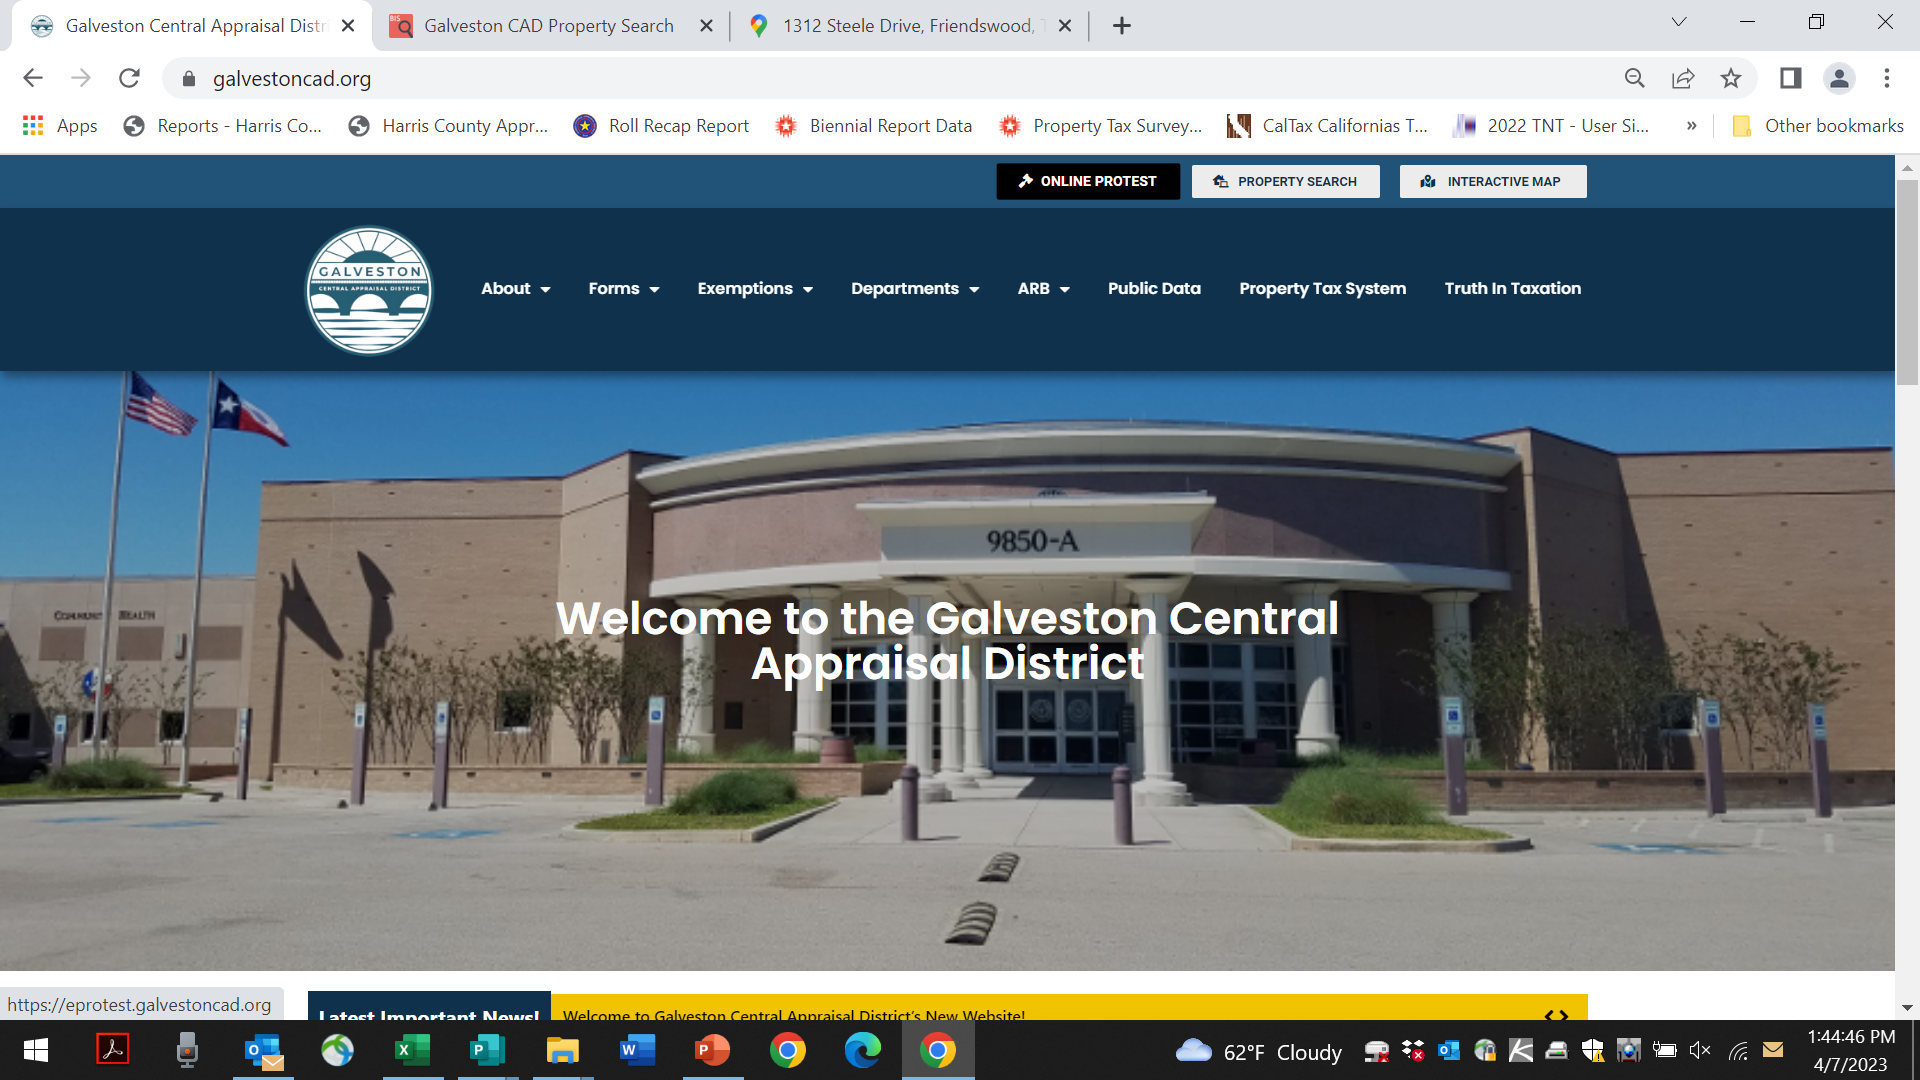 Galveston Central Appraisal Distri
Galveston CAD Property Search
1312 Steele Drive, Friendswood, T
galvestoncad.org
Apps
Reports - Harris Co...
Harris County Appr...
Roll Recap Report
Biennial Report Data
Property Tax Survey...
CalTax Californias T...
2022 TNT - User Si...
»
Other bookmarks
ONLINE PROTEST
PROPERTY SEARCH
INTERACTIVE MAP
GALVESTON
CENTRAL APPRAISAL DISTRICT
About
Forms
Exemptions
Departments
ARB
Public Data
Property Tax System
Truth In Taxation
9850-A
Community Health
Welcome to the Galveston Central
Appraisal District
https://eprotest.galvestoncad.org
Latest Important News!
Welcome to Galveston Central Appraisal District's New Website!
62°F Cloudy
1:44:46 PM
4/7/2023